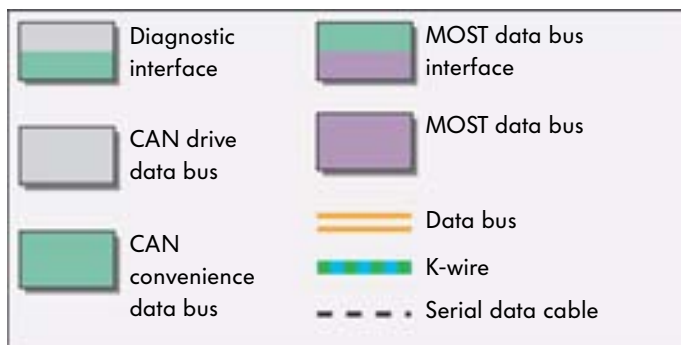 Diagnostic
interface
CAN drive
data bus
CAN
convenience
data bus
MOST data bus
interface
MOST data bus
Data bus
K-wire
Serial data cable